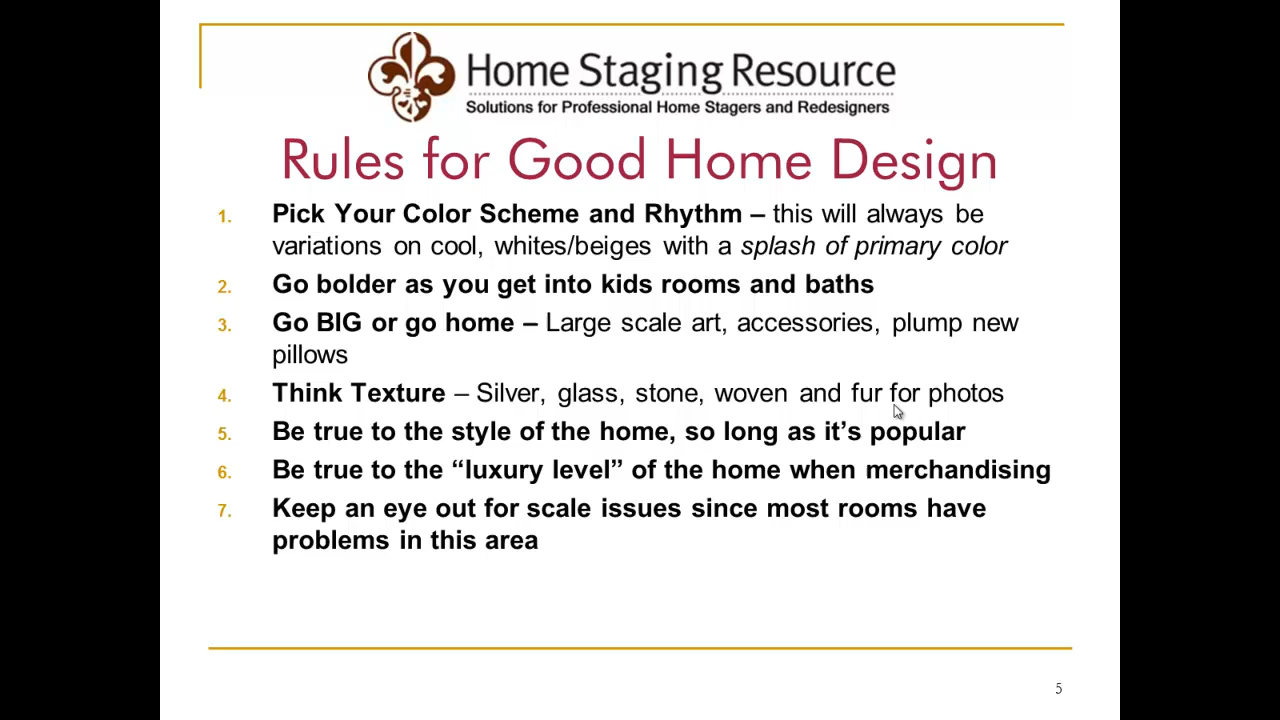 Home Staging Resource
Solutions for Professional Home Stagers and Redesigners
Rules for Good Home Design
1. Pick Your Color Scheme and Rhythm – this will always be
variations on cool, whites/beiges with a splash of primary color
2. Go bolder as you get into kids rooms and baths
3. Go BIG or go home – Large scale art, accessories, plump new
pillows
4. Think Texture – Silver, glass, stone, woven and fur for photos
5. Be true to the style of the home, so long as it’s popular
6. Be true to the “luxury level” of the home when merchandising
7. Keep an eye out for scale issues since most rooms have
problems in this area
5